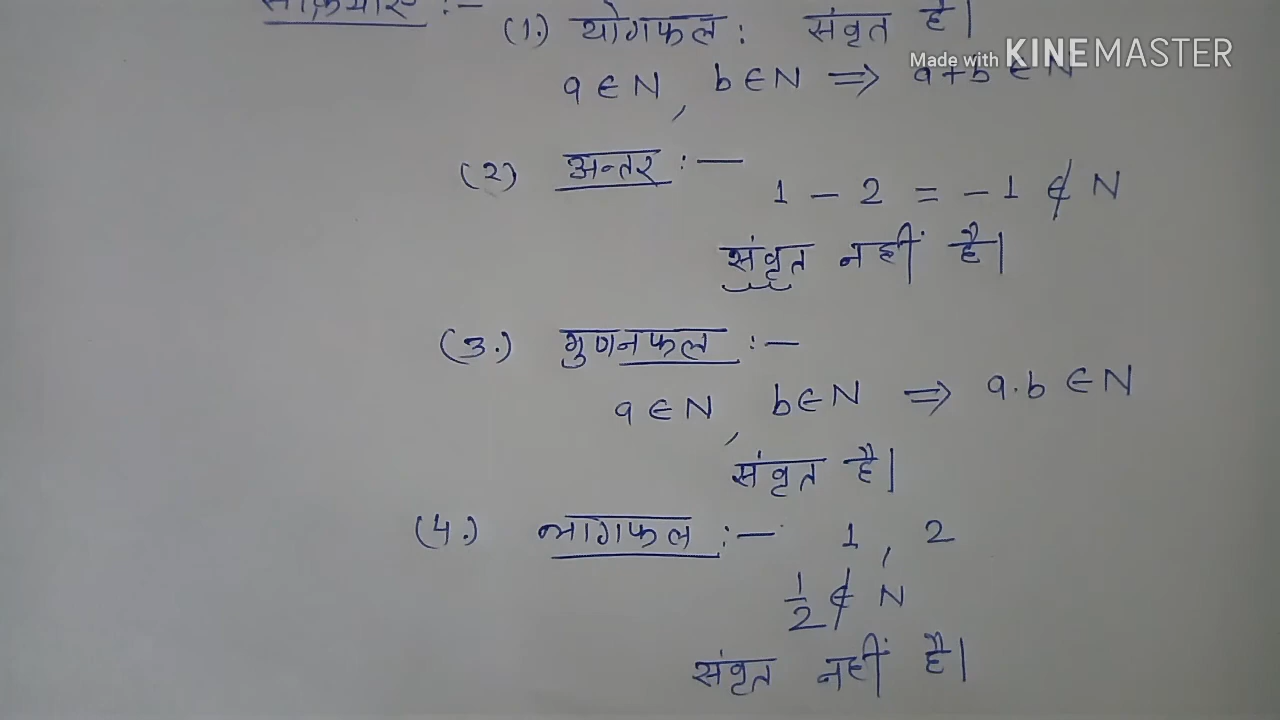 संक्रियाएं :-
(1.) योगफल : संवृत है।
Made with KINEMASTER
a ∈ N, b ∈ N ⟹ a+b ∈ N
(2) अन्तर :—
1 - 2 = -1 ∉ N
संवृत नहीं है।
(3.) गुणनफल :—
a ∈ N, b ∈ N ⟹ a.b ∈ N
संवृत है।
(4.) भागफल :— 1, 2
1/2 ∉ N
संवृत नहीं है।